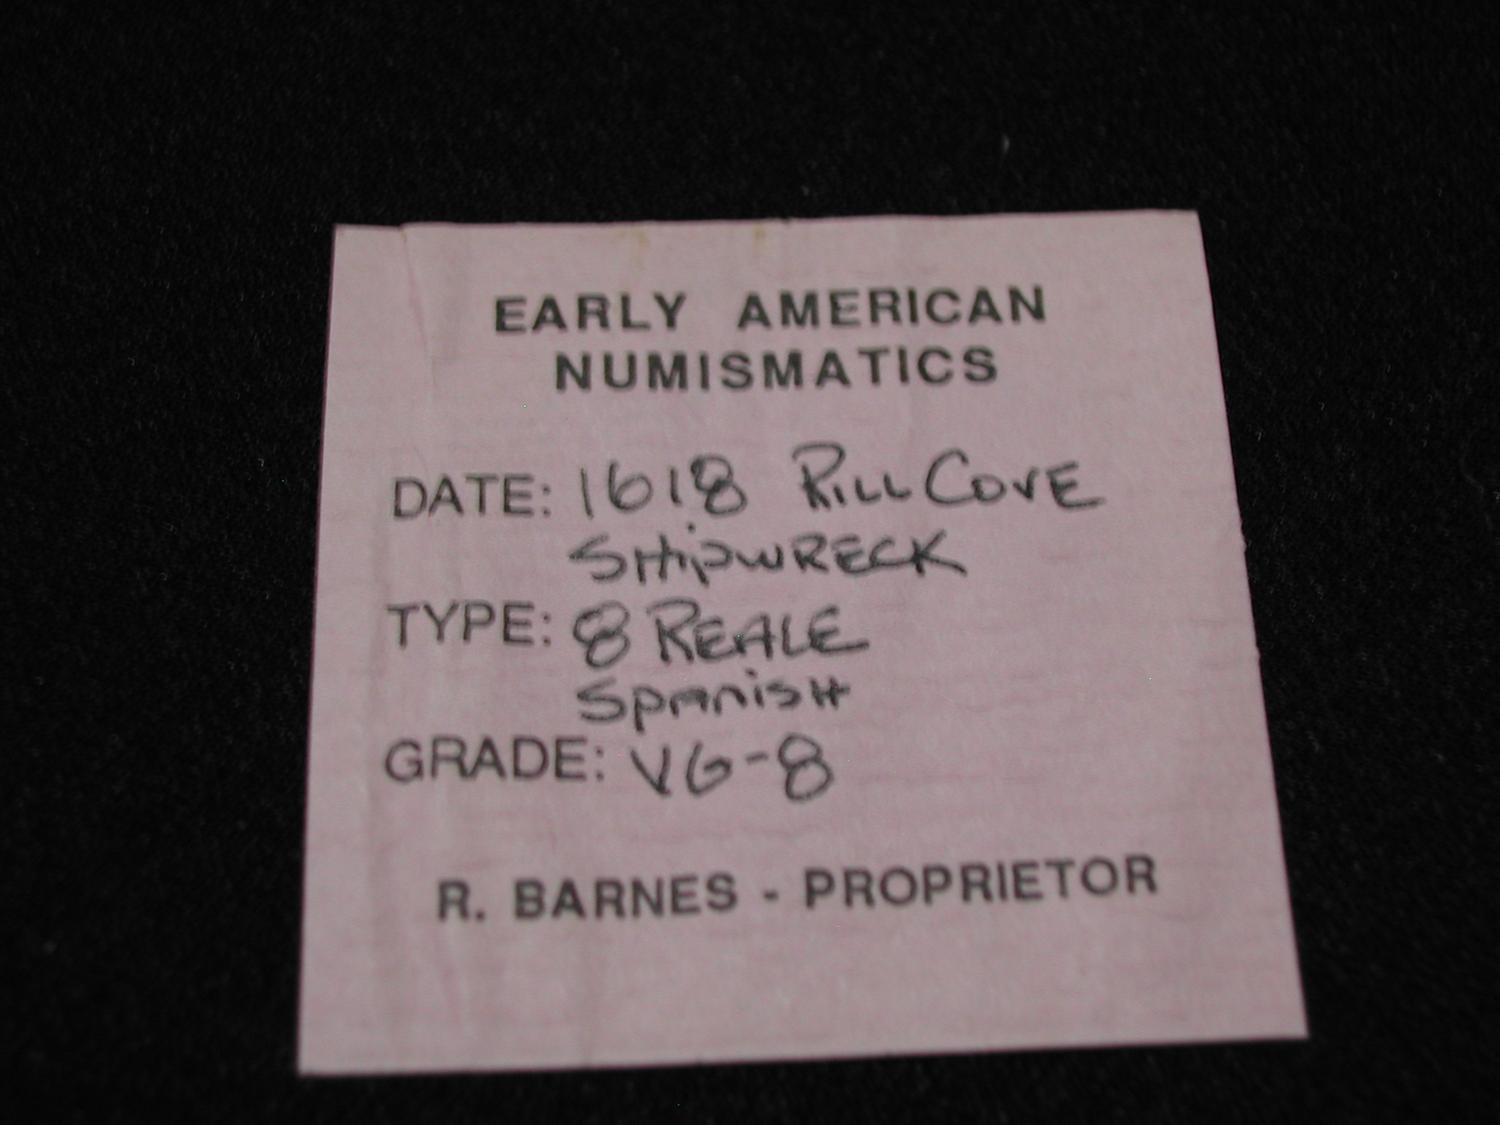 EARLY AMERICAN
NUMISMATICS
DATE: 1618 RILL COVE
SHIPWRECK
TYPE: 8 REALE
SPANISH
GRADE: VG-8
R. BARNES - PROPRIETOR